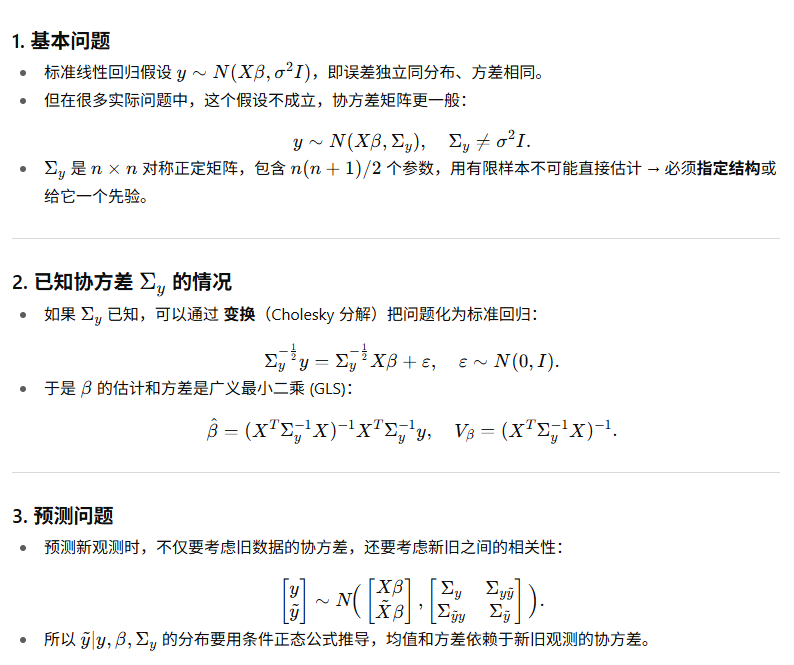 1. 基本问题
• 标准线性回归假设 y ∼ N(Xβ, σ²I)，即误差独立同分布、方差相同。
• 但在很多实际问题中，这个假设不成立，协方差矩阵更一般：
y ∼ N(Xβ, Σ_y),  Σ_y ≠ σ²I.
• Σ_y 是 n × n 对称正定矩阵，包含 n(n + 1)/2 个参数，用有限样本不可能直接估计 → 必须指定结构或
给它一个先验。
2. 已知协方差 Σ_y 的情况
• 如果 Σ_y 已知，可以通过 变换（Cholesky 分解）把问题化为标准回归：
Σ_y^{-1/2} y = Σ_y^{-1/2} Xβ + ε,  ε ∼ N(0, I).
• 于是 β 的估计和方差是广义最小二乘 (GLS)：
β̂ = (X^T Σ_y^{-1} X)^{-1} X^T Σ_y^{-1} y,  V_β = (X^T Σ_y^{-1} X)^{-1}.
3. 预测问题
• 预测新观测时，不仅要考虑旧数据的协方差，还要考虑新旧之间的相关性：
[y; ỹ] ∼ N([Xβ; X̃β], [Σ_y Σ_{yỹ}; Σ_{ỹy} Σ_ỹ]).
• 所以 ỹ|y, β, Σ_y 的分布要用条件正态公式推导，均值和方差依赖于新旧观测的协方差。